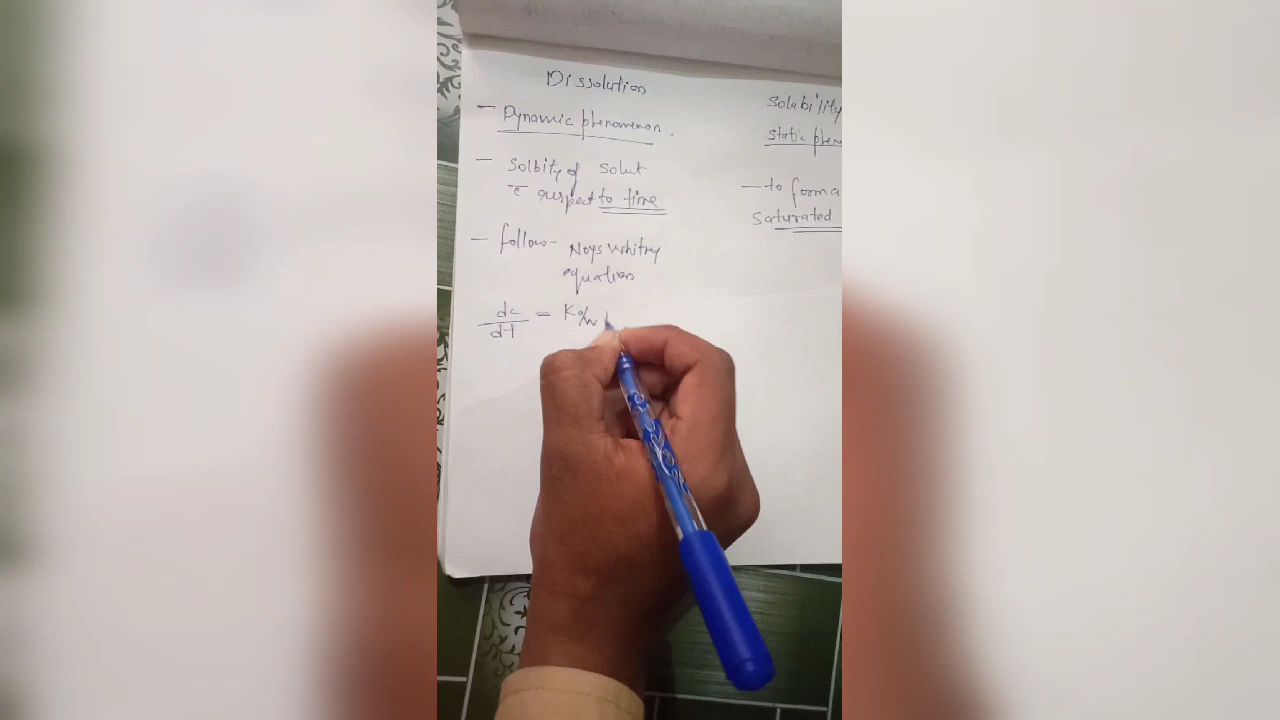 Dissolution
- Dynamic phenomenon.
- Solbity of solut
c̄ respect to time
- follow- Noys whitry
equation
dc/dt = K o/w
Solubility
static phen
- to form a
Saturated